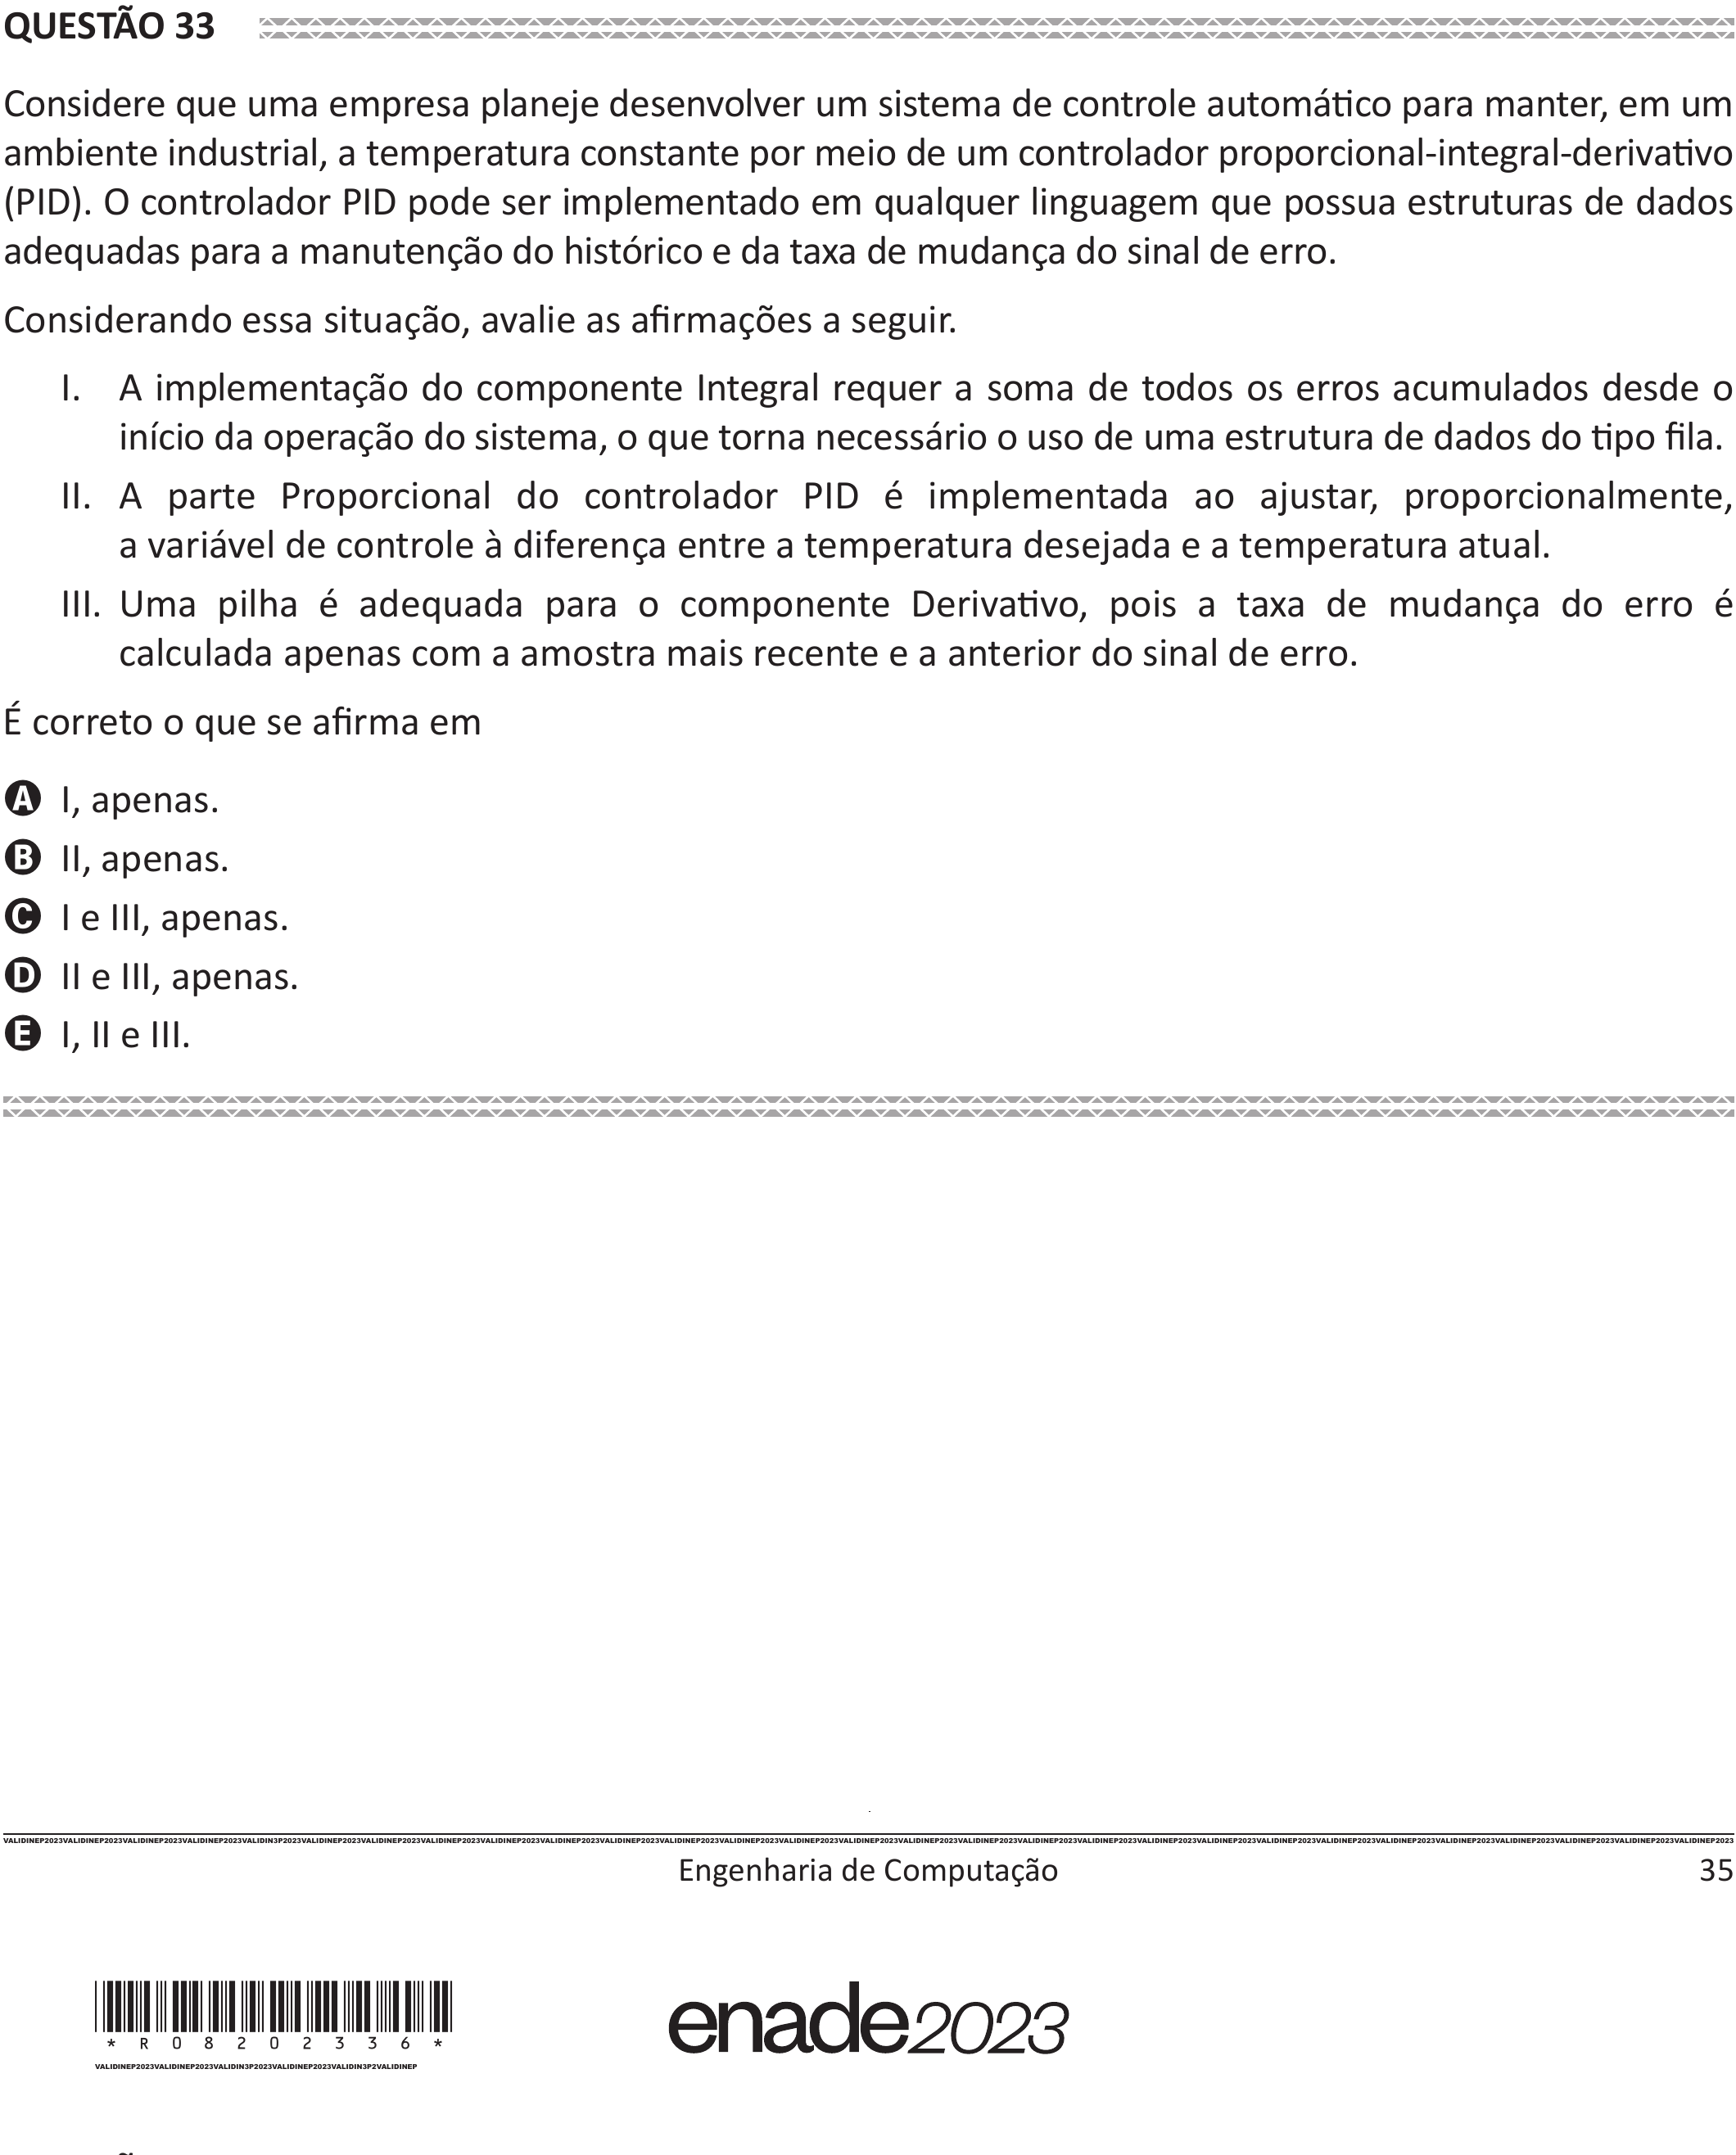 QUESTÃO 33
Considere que uma empresa planeje desenvolver um sistema de controle automático para manter, em um
ambiente industrial, a temperatura constante por meio de um controlador proporcional-integral-derivativo
(PID). O controlador PID pode ser implementado em qualquer linguagem que possua estruturas de dados
adequadas para a manutenção do histórico e da taxa de mudança do sinal de erro.
Considerando essa situação, avalie as afirmações a seguir.
I. A implementação do componente Integral requer a soma de todos os erros acumulados desde o
início da operação do sistema, o que torna necessário o uso de uma estrutura de dados do tipo fila.
II. A parte Proporcional do controlador PID é implementada ao ajustar, proporcionalmente,
a variável de controle à diferença entre a temperatura desejada e a temperatura atual.
III. Uma pilha é adequada para o componente Derivativo, pois a taxa de mudança do erro é
calculada apenas com a amostra mais recente e a anterior do sinal de erro.
É correto o que se afirma em
A I, apenas.
B II, apenas.
C I e III, apenas.
D II e III, apenas.
E I, II e III.
VALIDINEP2023VALIDINEP2023VALIDINEP2023VALIDINEP2023VALIDIN3P2023VALIDINEP2023VALIDINEP2023VALIDINEP2023VALIDINEP2023VALIDINEP2023VALIDINEP2023VALIDINEP2023VALIDINEP2023VALIDINEP2023VALIDINEP2023VALIDINEP2023VALIDINEP2023VALIDINEP2023VALIDINEP2023VALIDINEP2023VALIDINEP2023VALIDINEP2023VALIDINEP2023VALIDINEP2023VALIDINEP2023VALIDINEP2023VALIDINEP2023VALIDINEP2023VALIDINEP2023
Engenharia de Computação 35
* R 0 8 2 0 2 3 3 6 *
enade2023
VALIDINEP2023VALIDINEP2023VALIDIN3P2023VALIDINEP2023VALIDIN3P2VALIDINEP